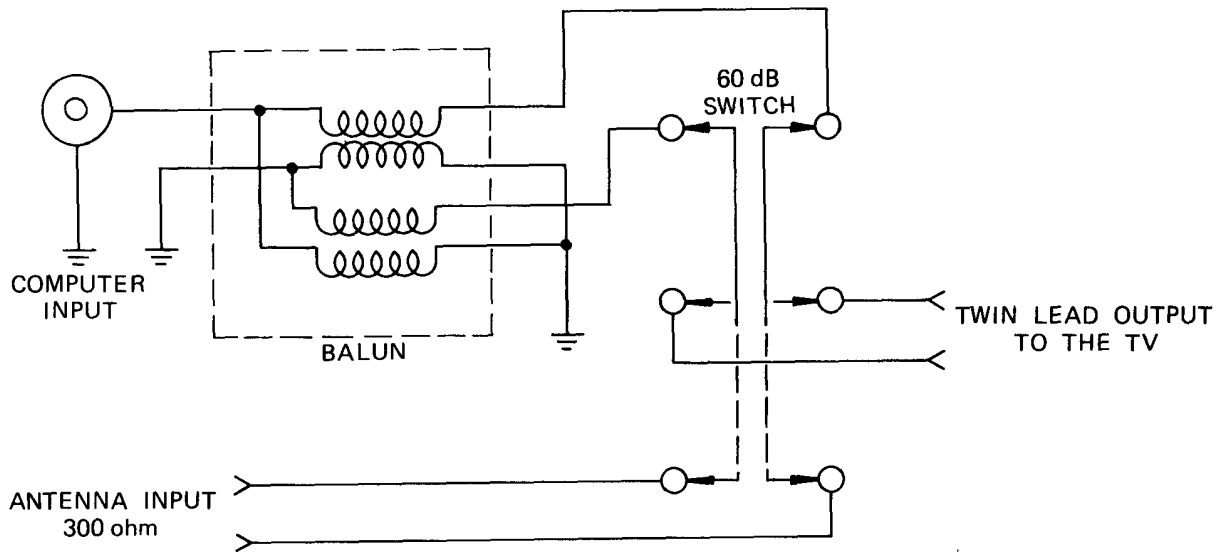 60 dB
SWITCH
COMPUTER
INPUT
BALUN
TWIN LEAD OUTPUT
TO THE TV
ANTENNA INPUT
300 ohm